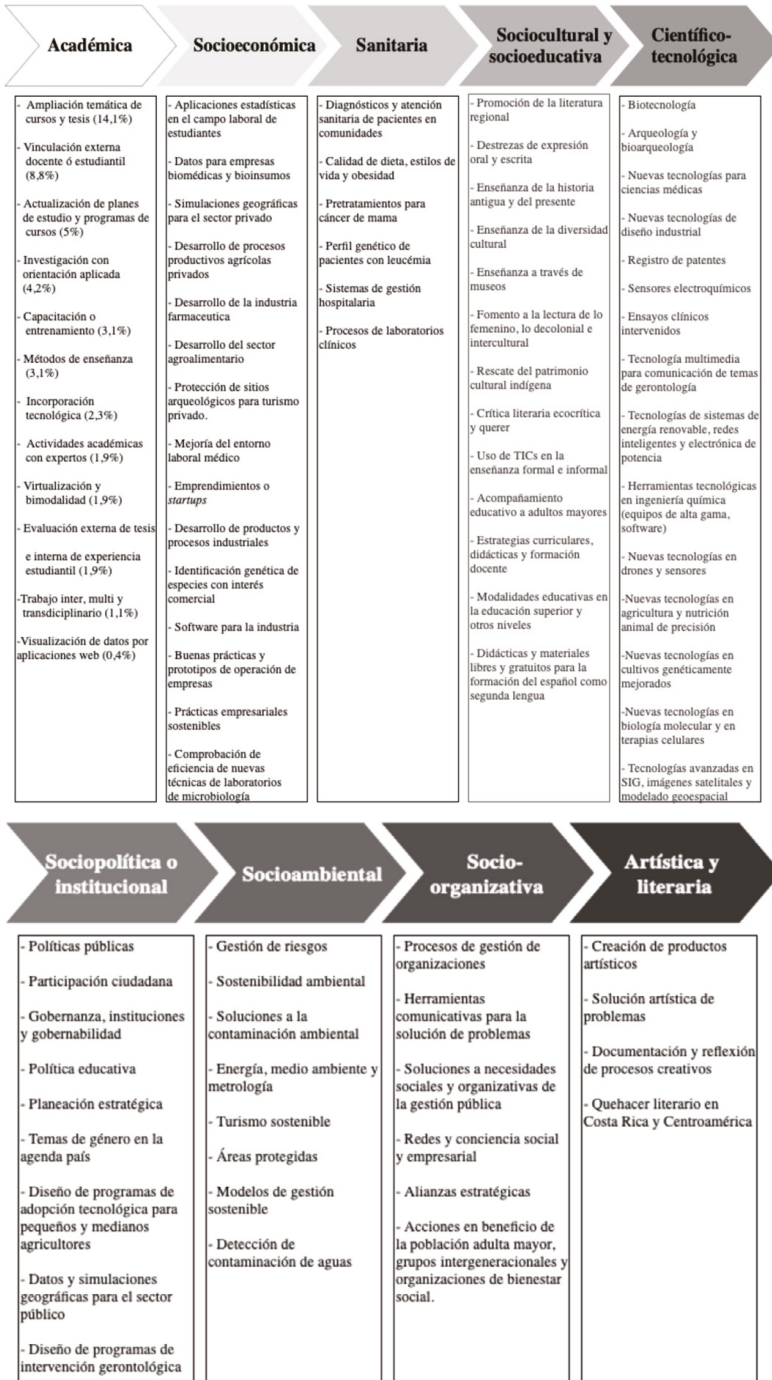 Académica
- Ampliación temática de
cursos y tesis (14,1%)
- Vinculación externa
docente ó estudiantil
(8,8%)
- Actualización de planes
de estudio y programas de
cursos (5%)
- Investigación con
orientación aplicada
(4,2%)
- Capacitación o
entrenamiento (3,1%)
- Métodos de enseñanza
(3,1%)
- Incorporación
tecnológica (2,3%)
- Actividades académicas
con expertos (1,9%)
- Virtualización y
bimodalidad (1,9%)
- Evaluación externa de tesis
e interna de experiencia
estudiantil (1,9%)
-Trabajo inter, multi y
transdiciplinario (1,1%)
-Visualización de datos por
aplicaciones web (0,4%)
Socioeconómica
- Aplicaciones estadísticas
en el campo laboral de
estudiantes
- Datos para empresas
biomédicas y bioinsumos
- Simulaciones geográficas
para el sector privado
- Desarrollo de procesos
productivos agrícolas
privados
- Desarrollo de la industria
farmaceutica
- Desarrollo del sector
agroalimentario
- Protección de sitios
arqueológicos para turismo
privado.
- Mejoría del entorno
laboral médico
- Emprendimientos o
startups
- Desarrollo de productos y
procesos industriales
- Identificación genética de
especies con interés
comercial
- Software para la industria
- Buenas prácticas y
prototipos de operación de
empresas
- Prácticas empresariales
sostenibles
- Comprobación de
eficiencia de nuevas
técnicas de laboratorios
de microbiología
Sanitaria
- Diagnósticos y atención
sanitaria de pacientes en
comunidades
- Calidad de dieta, estilos de
vida y obesidad
- Pretratamientos para
cáncer de mama
- Perfil genético de
pacientes con leucémia
- Sistemas de gestión
hospitalaria
- Procesos de laboratorios
clínicos
Sociocultural y
socioeducativa
- Promoción de la literatura
regional
- Destrezas de expresión
oral y escrita
- Enseñanza de la historia
antigua y del presente
- Enseñanza de la diversidad
cultural
- Enseñanza a través de
museos
- Fomento a la lectura de lo
femenino, lo decolonial e
intercultural
- Rescate del patrimonio
cultural indígena
- Crítica literaria ecocrítica
y querer
- Uso de TICs en la
enseñanza formal e informal
- Acompañamiento
educativo a adultos mayores
- Estrategias curriculares,
didácticas y formación
docente
- Modalidades educativas en
la educación superior y
otros niveles
- Didácticas y materiales
libres y gratuitos para la
formación del español como
segunda lengua
Científico-
tecnológica
- Biotecnología
- Arqueología y
bioarqueología
- Nuevas tecnologías para
ciencias médicas
- Nuevas tecnologías de
diseño industrial
- Registro de patentes
- Sensores electroquímicos
- Ensayos clínicos
intervenidos
- Tecnología multimedia
para comunicación de temas
de gerontología
- Tecnologías de sistemas de
energía renovable, redes
inteligentes y electrónica de
potencia
- Herramientas tecnológicas
en ingeniería química
(equipos de alta gama,
software)
- Nuevas tecnologías en
drones y sensores
-Nuevas tecnologías en
agricultura y nutrición
animal de precisión
-Nuevas tecnologías en
cultivos genéticamente
mejorados
-Nuevas tecnologías en
biología molecular y en
terapias celulares
- Tecnologías avanzadas en
SIG, imágenes satelitales y
modelado geoespacial
Sociopolítica o
institucional
- Políticas públicas
- Participación ciudadana
- Gobernanza, instituciones
y gobernabilidad
- Política educativa
- Planeación estratégica
- Temas de género en la
agenda país
- Diseño de programas de
adopción tecnológica para
pequeños y medianos
agricultores
- Datos y simulaciones
geográficas para el sector
público
- Diseño de programas de
intervención gerontológica
Socioambiental
- Gestión de riesgos
- Sostenibilidad ambiental
- Soluciones a la
contaminación ambiental
- Energía, medio ambiente y
metrología
- Turismo sostenible
- Áreas protegidas
- Modelos de gestión
sostenible
- Detección de
contaminación de aguas
Socio-
organizativa
- Procesos de gestión de
organizaciones
- Herramientas
comunicativas para la
solución de problemas
- Soluciones a necesidades
sociales y organizativas de
la gestión pública
- Redes y conciencia social
y empresarial
- Alianzas estratégicas
- Acciones en beneficio de
la población adulta mayor,
grupos intergeneracionales y
organizaciones de bienestar
social.
Artística y
literaria
- Creación de productos
artísticos
- Solución artística de
problemas
- Documentación y reflexión
de procesos creativos
- Quehacer literario en
Costa Rica y Centroamérica